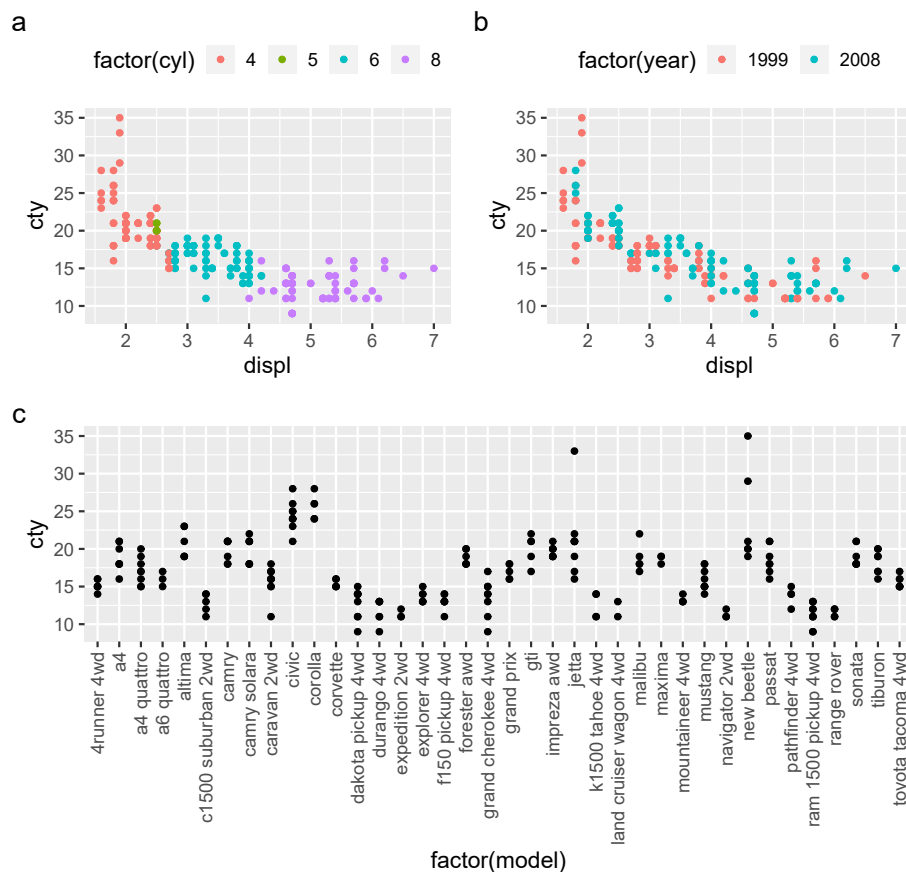 a
factor(cyl) 4 5 6 8
35
30
25
20
15
10
cty
2 3 4 5 6 7
displ
b
factor(year) 1999 2008
35
30
25
20
15
10
cty
2 3 4 5 6 7
displ
c
35
30
25
20
15
10
cty
4runner 4wd
a4
a4 quattro
a6 quattro
altima
c1500 suburban 2wd
camry
camry solara
caravan 2wd
civic
corolla
corvette
dakota pickup 4wd
durango 4wd
expedition 2wd
explorer 4wd
f150 pickup 4wd
forester awd
grand cherokee 4wd
grand prix
gti
impreza awd
jetta
k1500 tahoe 4wd
land cruiser wagon 4wd
malibu
maxima
mountaineer 4wd
mustang
navigator 2wd
new beetle
passat
pathfinder 4wd
ram 1500 pickup 4wd
range rover
sonata
tiburon
toyota tacoma 4wd
factor(model)